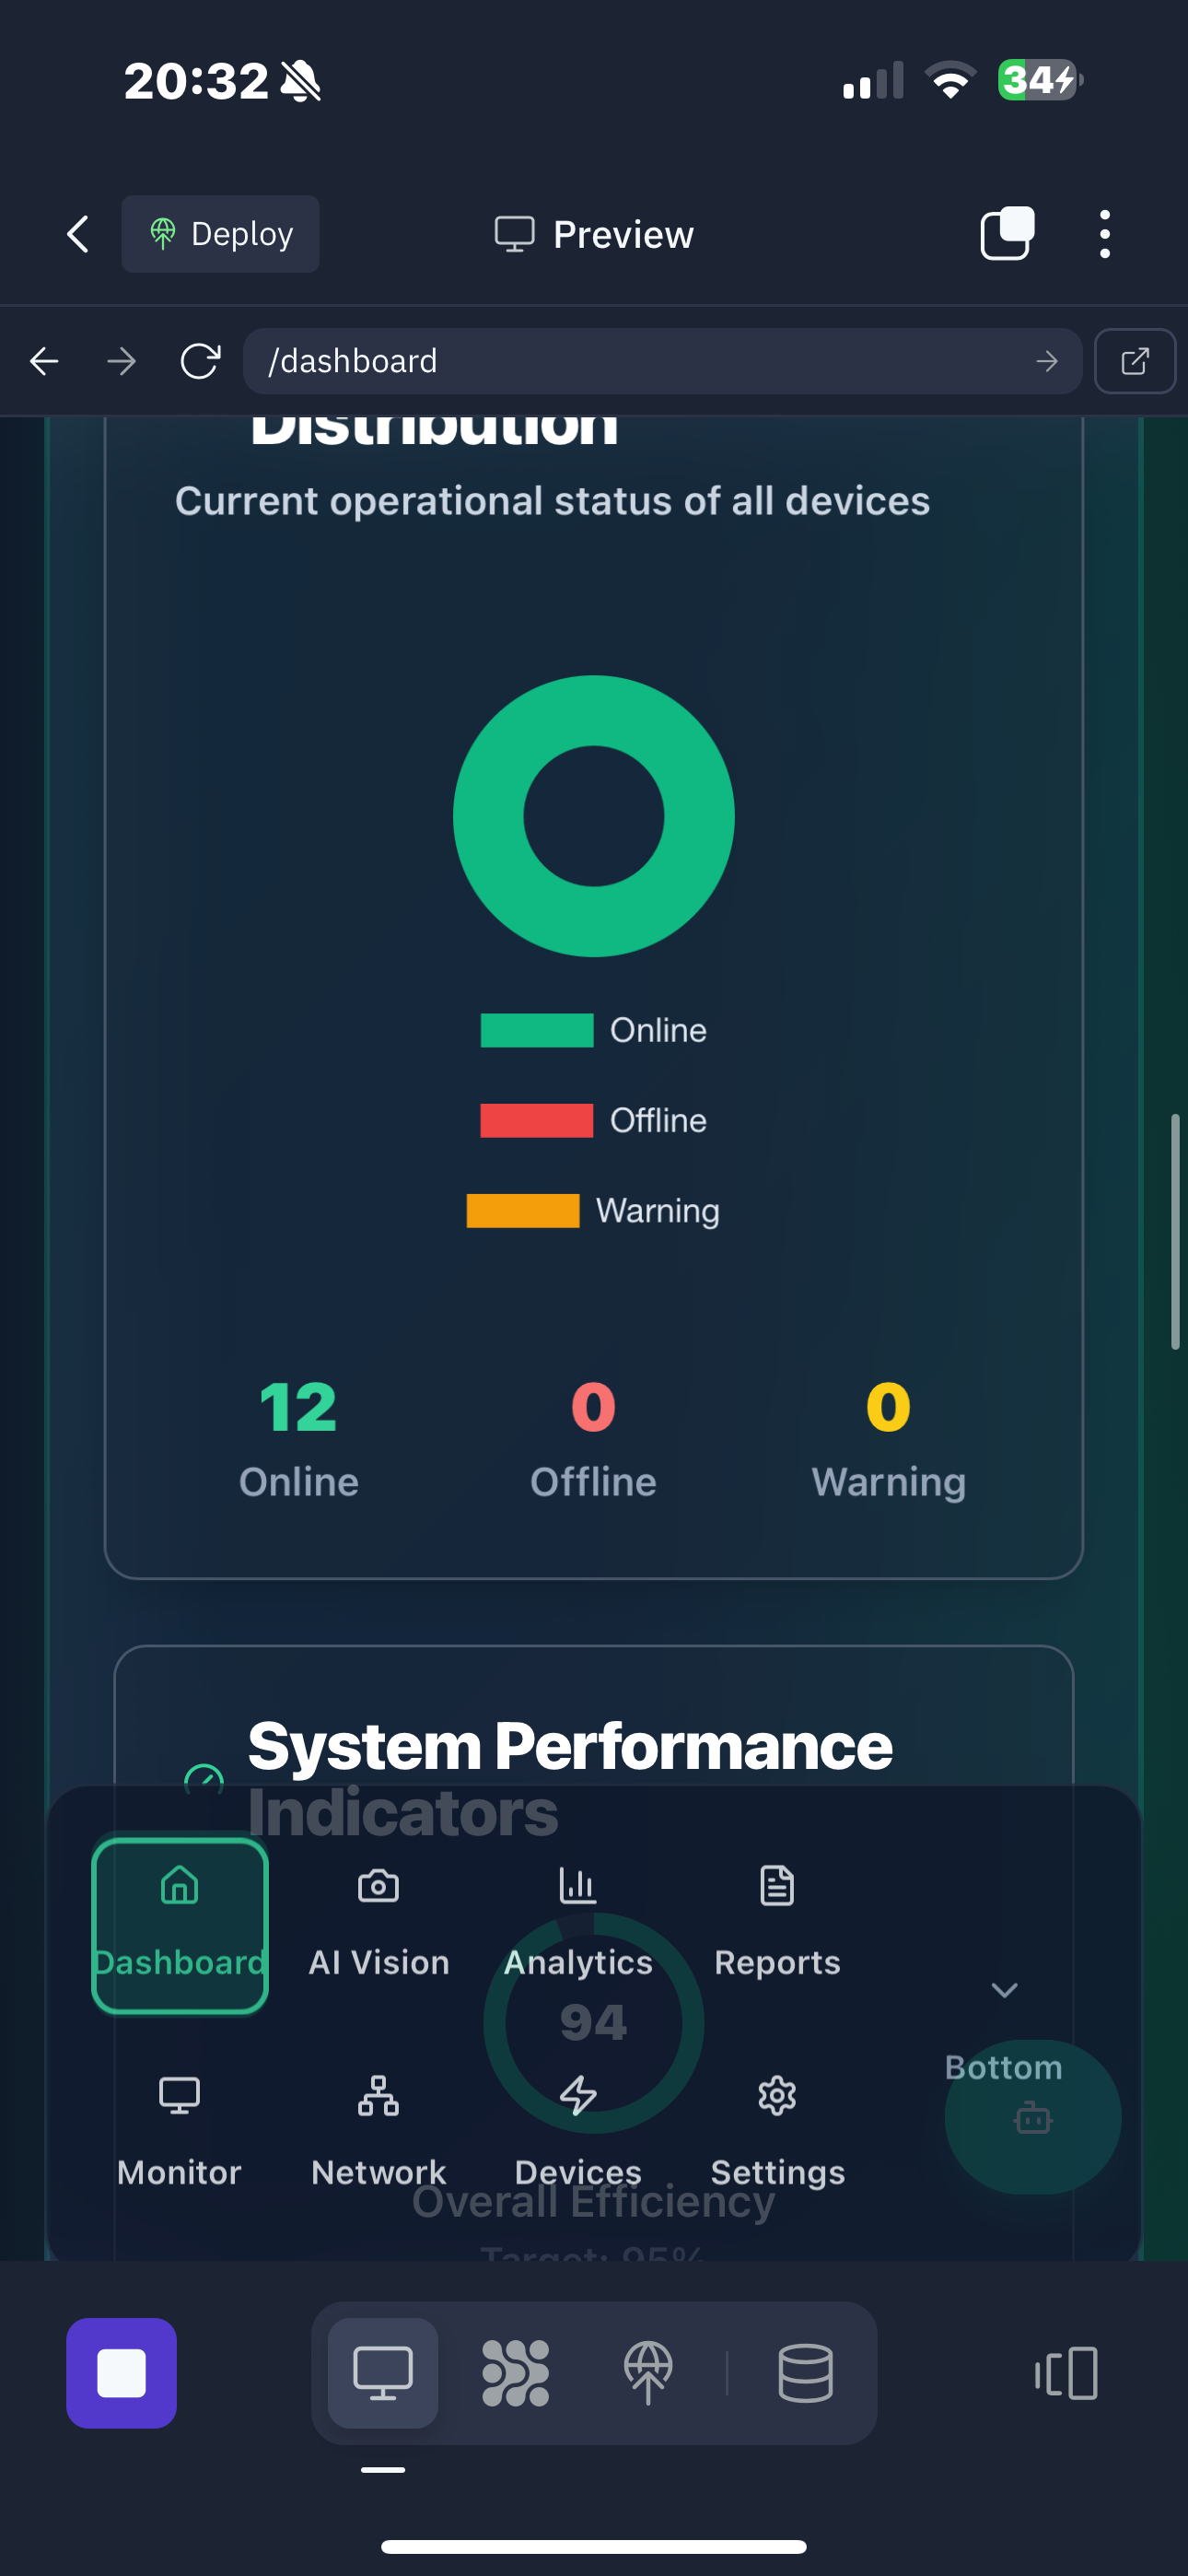 20:32
34
Deploy
Preview
/dashboard
Distribution
Current operational status of all devices
Online
Offline
Warning
12
0
0
Online
Offline
Warning
System Performance
Indicators
Dashboard
AI Vision
Analytics
Reports
94
Bottom
Monitor
Network
Devices
Settings
Overall Efficiency
Target: 95%